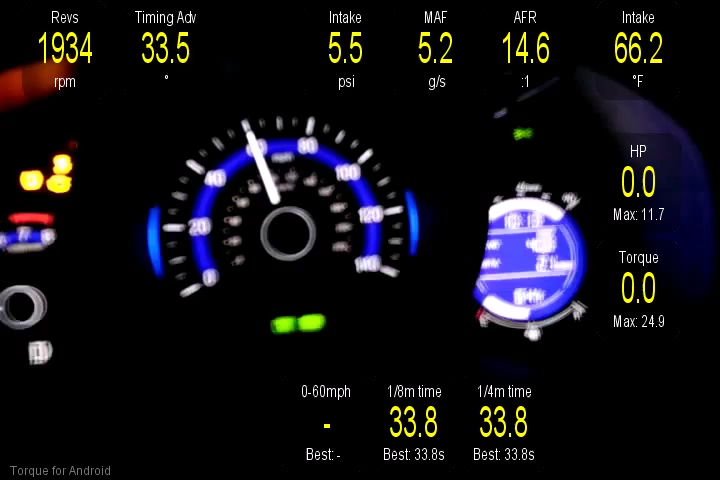 Revs
Timing Adv
Intake
MAF
AFR
Intake
1934
33.5
5.5
5.2
14.6
66.2
rpm
°
psi
g/s
:1
°F
HP
0.0
Max: 11.7
Torque
0.0
Max: 24.9
80
100
120
140
20
0
0-60mph
1/8m time
1/4m time
-
33.8
33.8
Best: -
Best: 33.8s
Best: 33.8s
Torque for Android